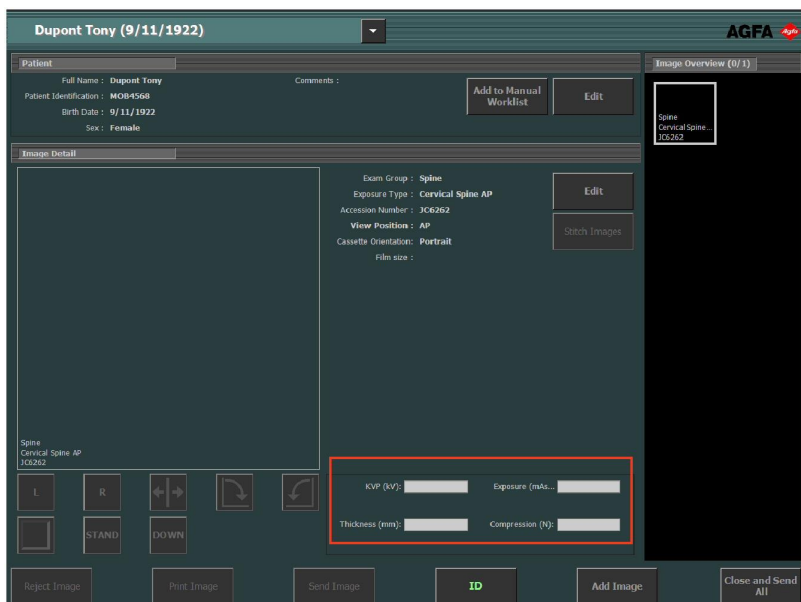 Dupont Tony (9/11/1922)
AGFA
Agfa
Patient
Full Name : Dupont Tony
Comments :
Patient Identification : MOB4568
Birth Date : 9/11/1922
Sex : Female
Add to Manual
Worklist
Edit
Image Overview (0/1)
Spine
Cervical Spine...
JC6262
Image Detail
Exam Group : Spine
Exposure Type : Cervical Spine AP
Accession Number : JC6262
View Position : AP
Cassette Orientation: Portrait
Film size :
Edit
Stitch Images
Spine
Cervical Spine AP
JC6262
L
R
STAND
DOWN
KVP (kV):
Exposure (mAs...
Thickness (mm):
Compression (N):
Reject Image
Print Image
Send Image
ID
Add Image
Close and Send
All